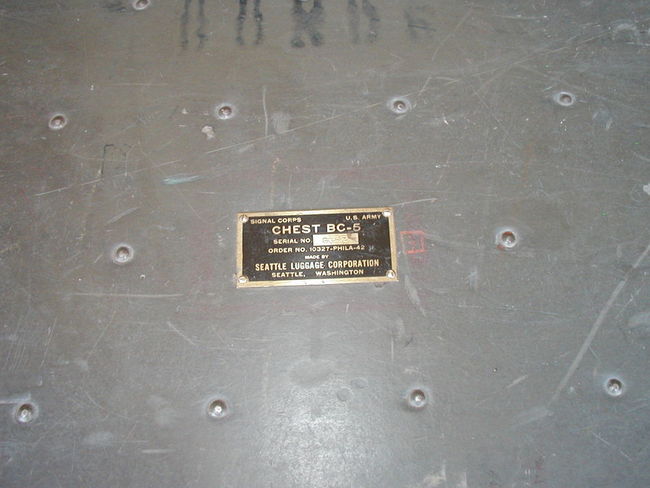 SIGNAL CORPS U.S. ARMY
CHEST BC-5
SERIAL NO.
ORDER NO. 10327-PHILA-42
MADE BY
SEATTLE LUGGAGE CORPORATION
SEATTLE, WASHINGTON